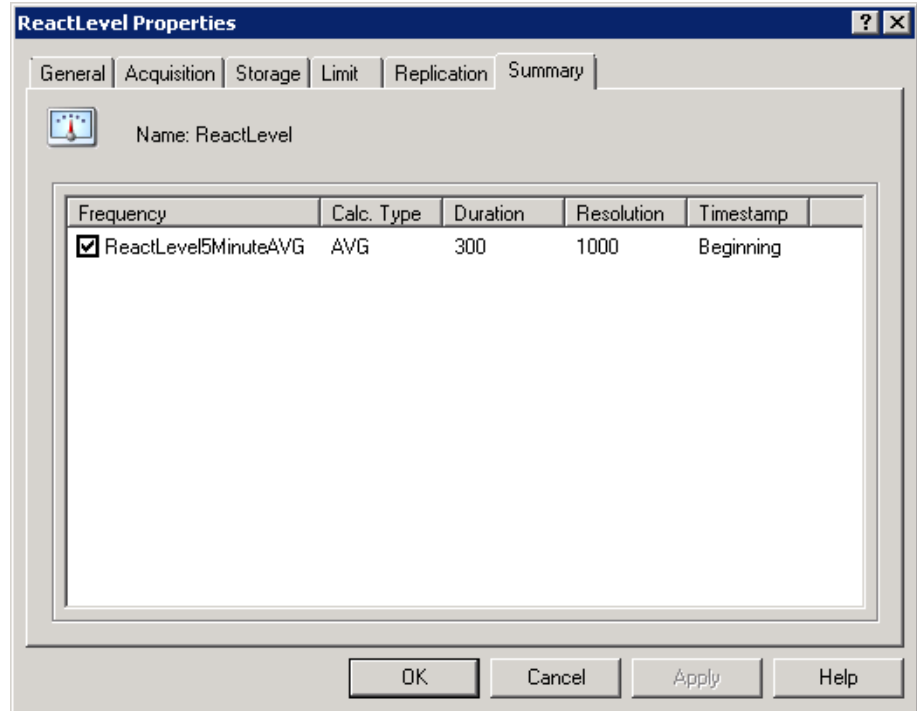 ReactLevel Properties
General Acquisition Storage Limit Replication Summary
Name: ReactLevel
Frequency Calc. Type Duration Resolution Timestamp
ReactLevel5MinuteAVG AVG 300 1000 Beginning
OK Cancel Apply Help